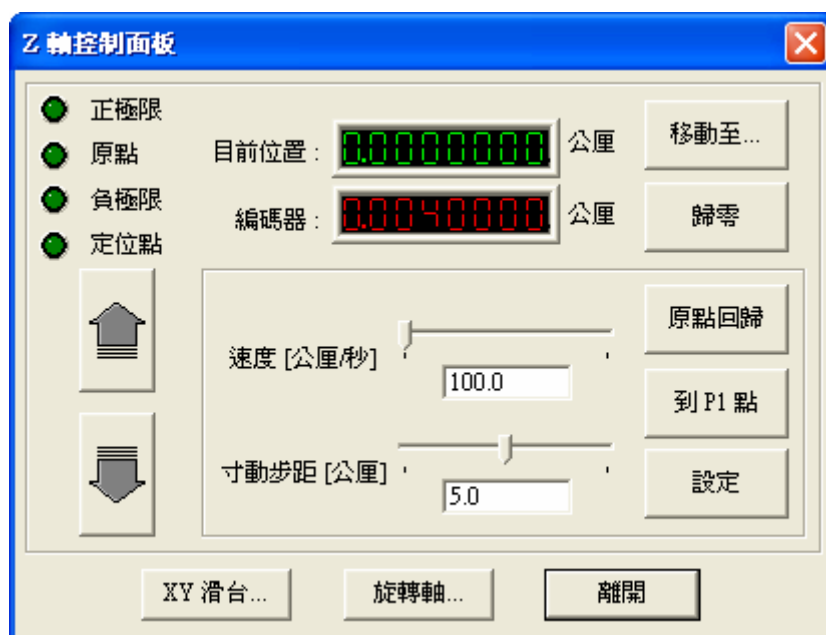 Z 軸控制面板
正極限
原點
負極限
定位點
目前位置 : 0.0000000 公厘
編碼器 : 0.0040000 公厘
移動至...
歸零
速度 [公厘/秒]
100.0
寸動步距 [公厘]
5.0
原點回歸
到 P1 點
設定
XY 滑台...
旋轉軸...
離開